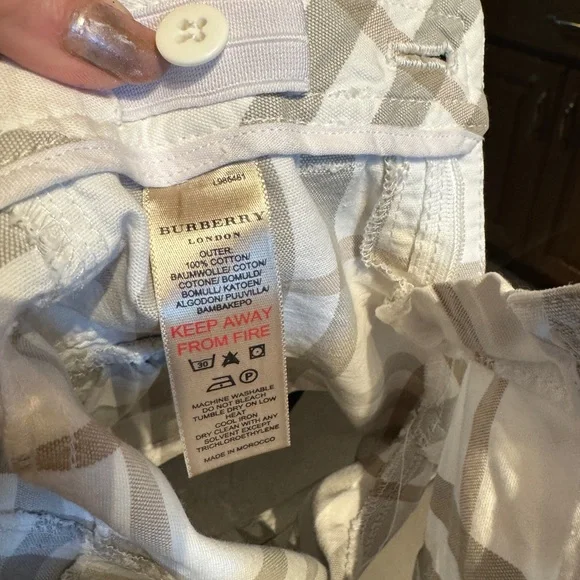 L986461
BURBERRY
LONDON
OUTER:
100% COTTON/
BAUMWOLLE/ COTON/
COTONE/ BOMULD/
BOMULL/ KATOEN/
ALGODON/ PUUVILLA/
ΒΑΜΒΑΚΕΡΟ
KEEP AWAY
FROM FIRE
30
P
MACHINE WASHABLE
DO NOT BLEACH
TUMBLE DRY ON LOW
HEAT
COOL IRON
DRY CLEAN WITH ANY
SOLVENT EXCEPT
TRICHLOROETHYLENE
MADE IN MOROCCO